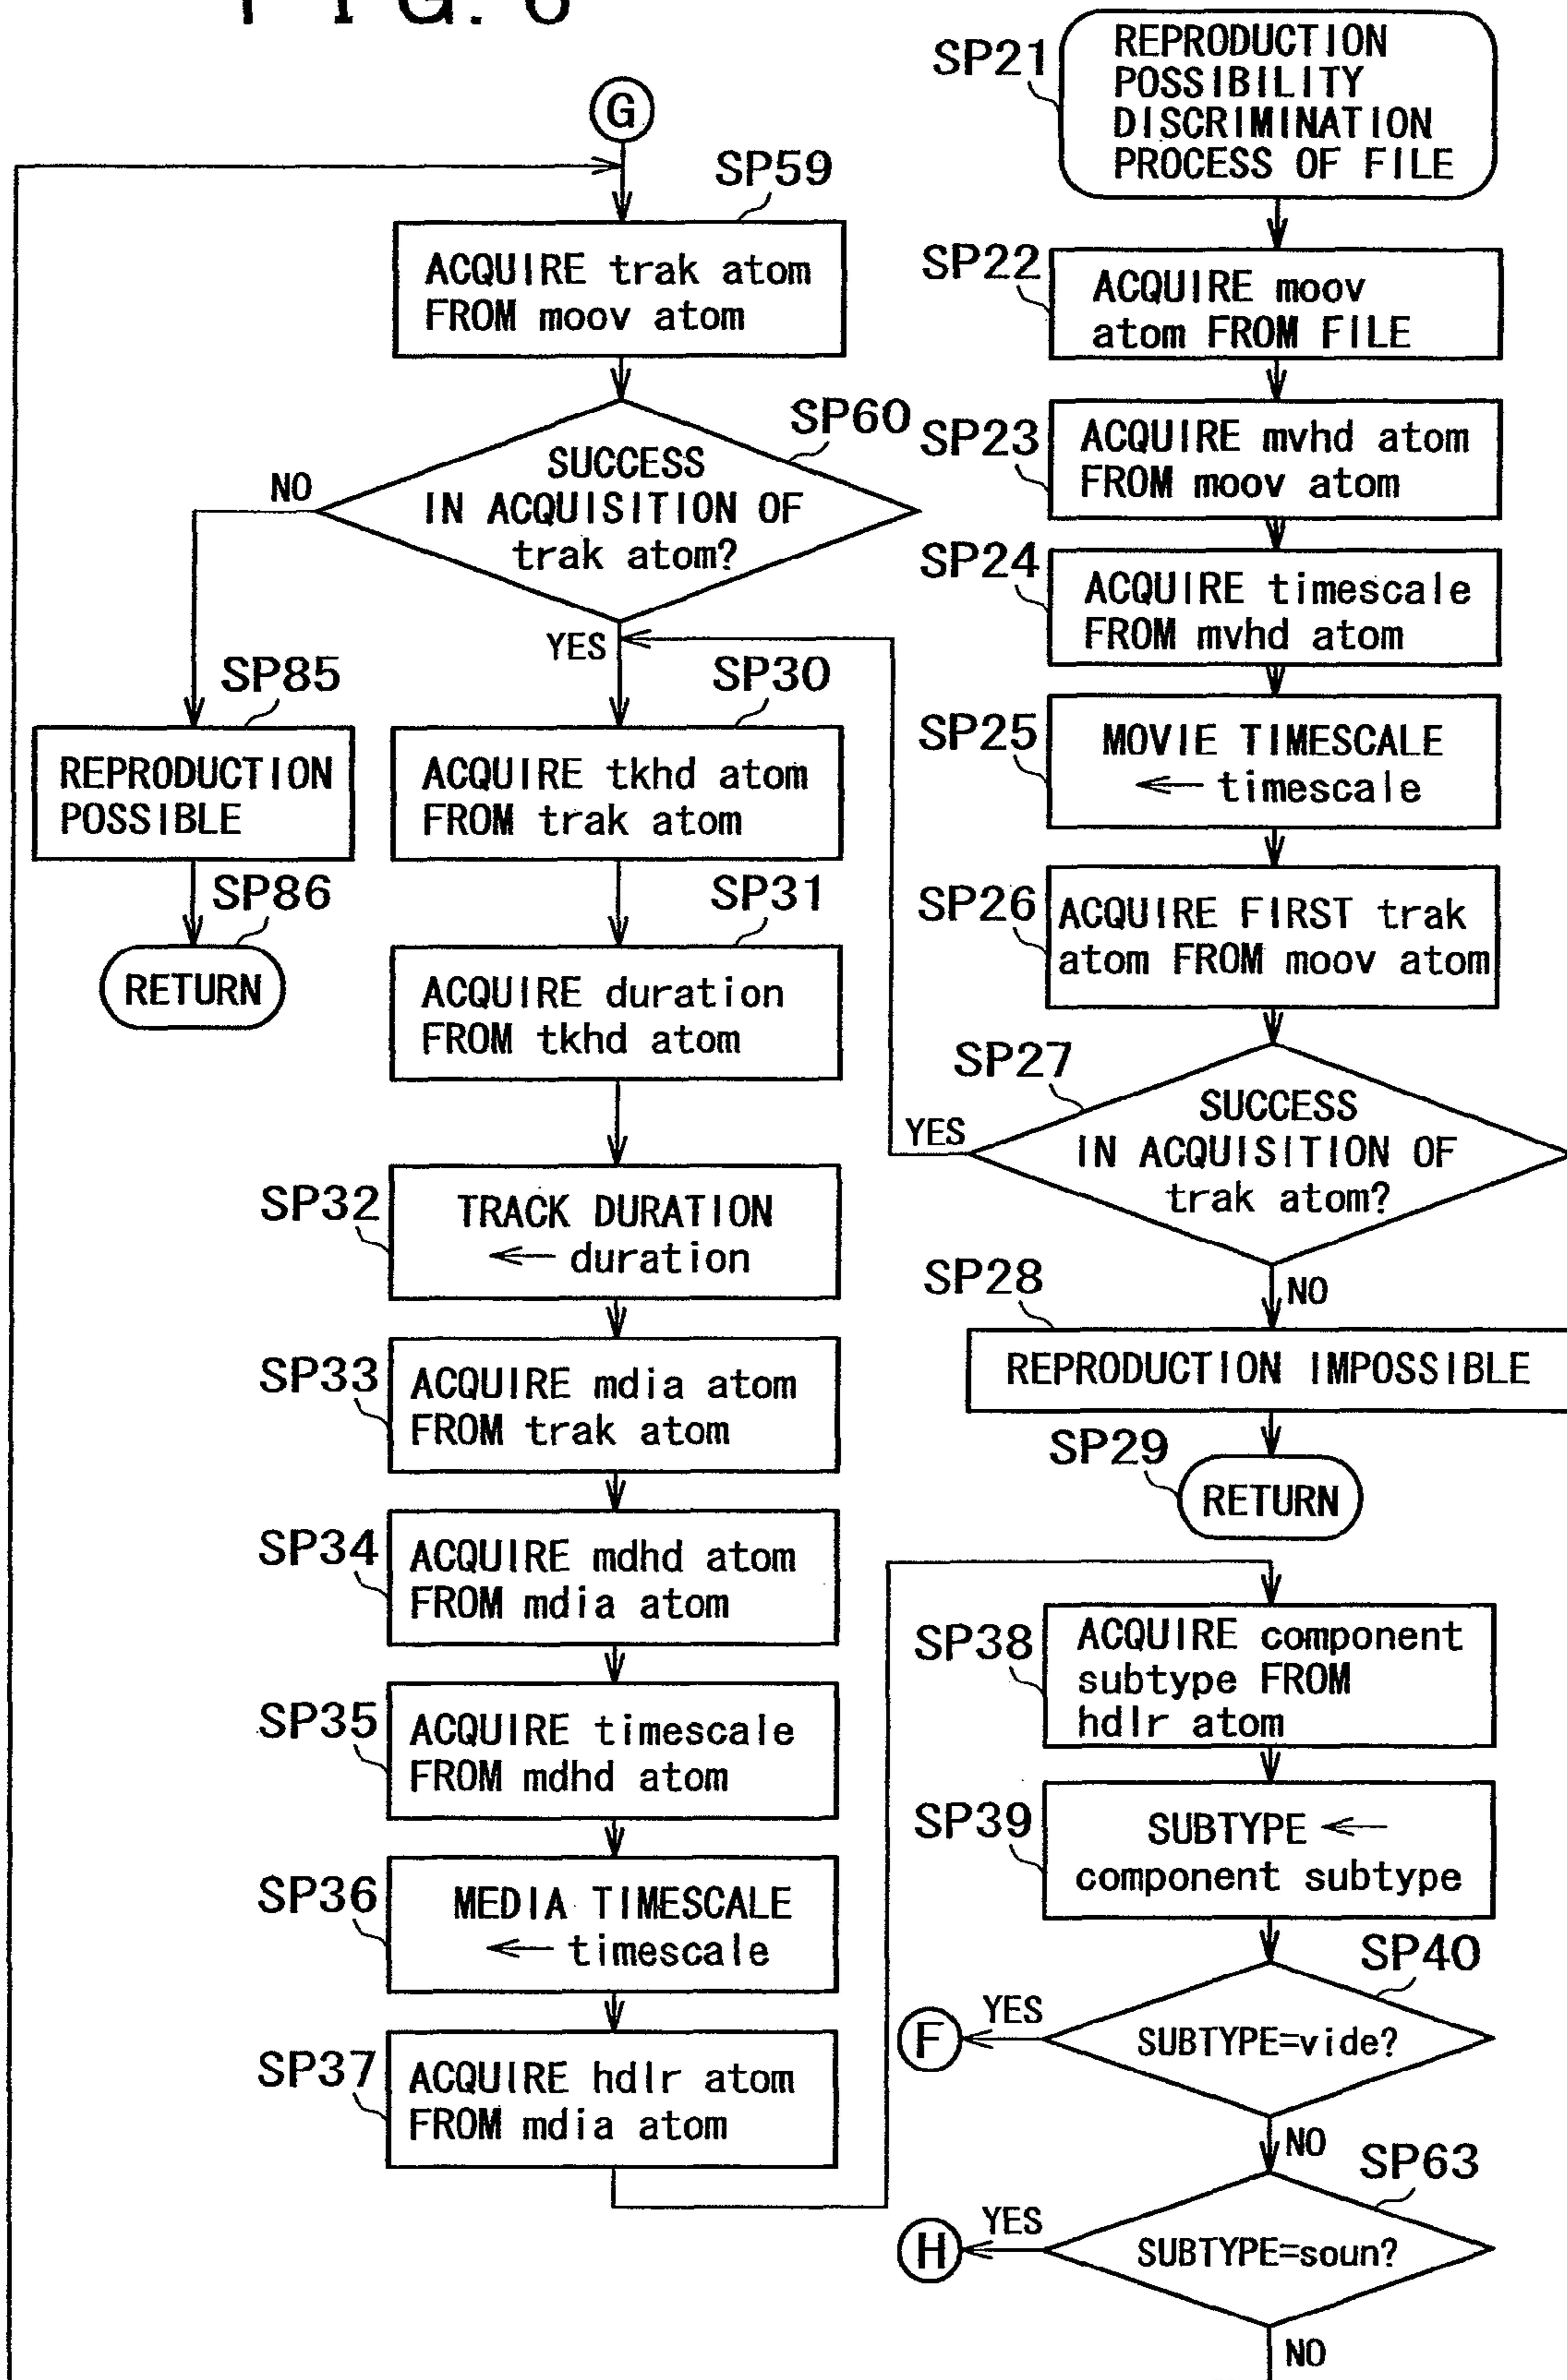 SP21
REPRODUCTION
POSSIBILITY
DISCRIMINATION
PROCESS OF FILE
SP22
ACQUIRE moov
atom FROM FILE
SP23
ACQUIRE mvhd atom
FROM moov atom
SP24
ACQUIRE timescale
FROM mvhd atom
SP25
MOVIE TIMESCALE
← timescale
SP26
ACQUIRE FIRST trak
atom FROM moov atom
SP27
SUCCESS
IN ACQUISITION OF
trak atom?
YES
NO
SP28
REPRODUCTION IMPOSSIBLE
SP29
RETURN
G
SP59
ACQUIRE trak atom
FROM moov atom
SP60
SUCCESS
IN ACQUISITION OF
trak atom?
NO
YES
SP85
REPRODUCTION
POSSIBLE
SP86
RETURN
SP30
ACQUIRE tkhd atom
FROM trak atom
SP31
ACQUIRE duration
FROM tkhd atom
SP32
TRACK DURATION
← duration
SP33
ACQUIRE mdia atom
FROM trak atom
SP34
ACQUIRE mdhd atom
FROM mdia atom
SP35
ACQUIRE timescale
FROM mdhd atom
SP36
MEDIA TIMESCALE
← timescale
SP37
ACQUIRE hdlr atom
FROM mdia atom
SP38
ACQUIRE component
subtype FROM
hdlr atom
SP39
SUBTYPE ←
component subtype
SP40
SUBTYPE=vide?
YES
F
NO
SP63
SUBTYPE=soun?
YES
H
NO